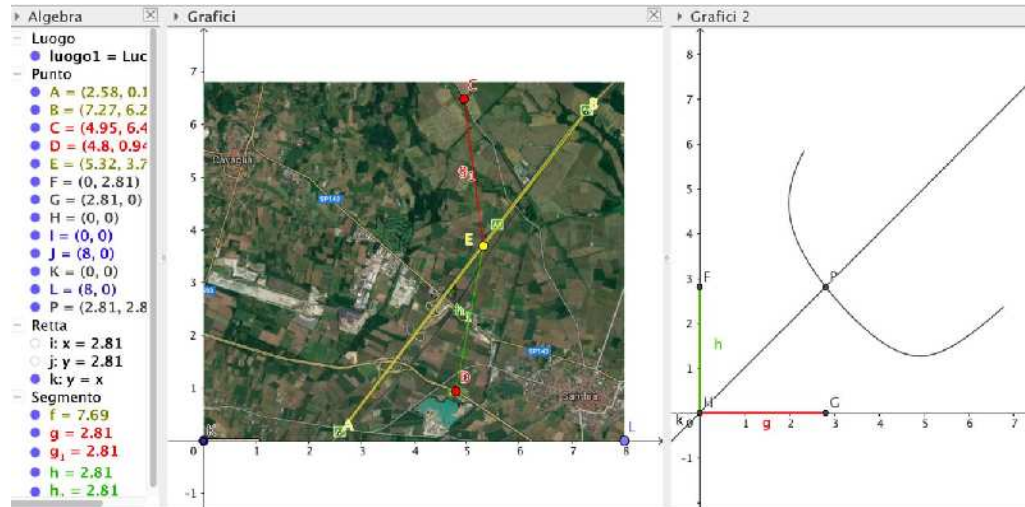 Algebra
Luogo
luogo1 = Luc
Punto
A = (2.58, 0.1
B = (7.27, 6.2
C = (4.95, 6.4
D = (4.8, 0.94
E = (5.32, 3.7
F = (0, 2.81)
G = (2.81, 0)
H = (0, 0)
I = (0, 0)
J = (8, 0)
K = (0, 0)
L = (8, 0)
P = (2.81, 2.8
Retta
i: x = 2.81
j: y = 2.81
k: y = x
Segmento
f = 7.69
g = 2.81
g₁ = 2.81
h = 2.81
h₁ = 2.81
Grafici
7
6
5
4
3
2
1
0
-1
0 1 2 3 4 5 6 7 8
C
B
g₁
Cavaglià
SP143
E
h₁
SP143
D
Santhià
A
K
L
Grafici 2
8
7
6
5
4
3
2
1
-1
F
P
h
H
G
k
g
0 1 2 3 4 5 6 7